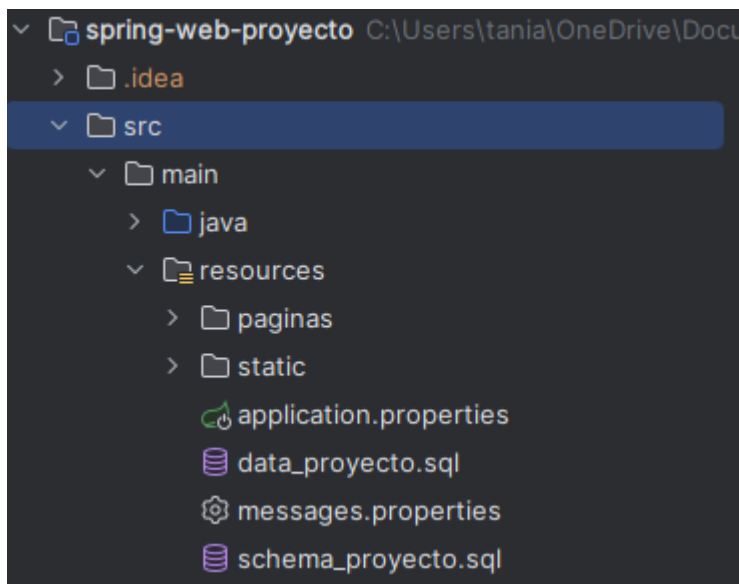 spring-web-proyecto C:\Users\tania\OneDrive\Docu
.idea
src
main
java
resources
paginas
static
application.properties
data_proyecto.sql
messages.properties
schema_proyecto.sql